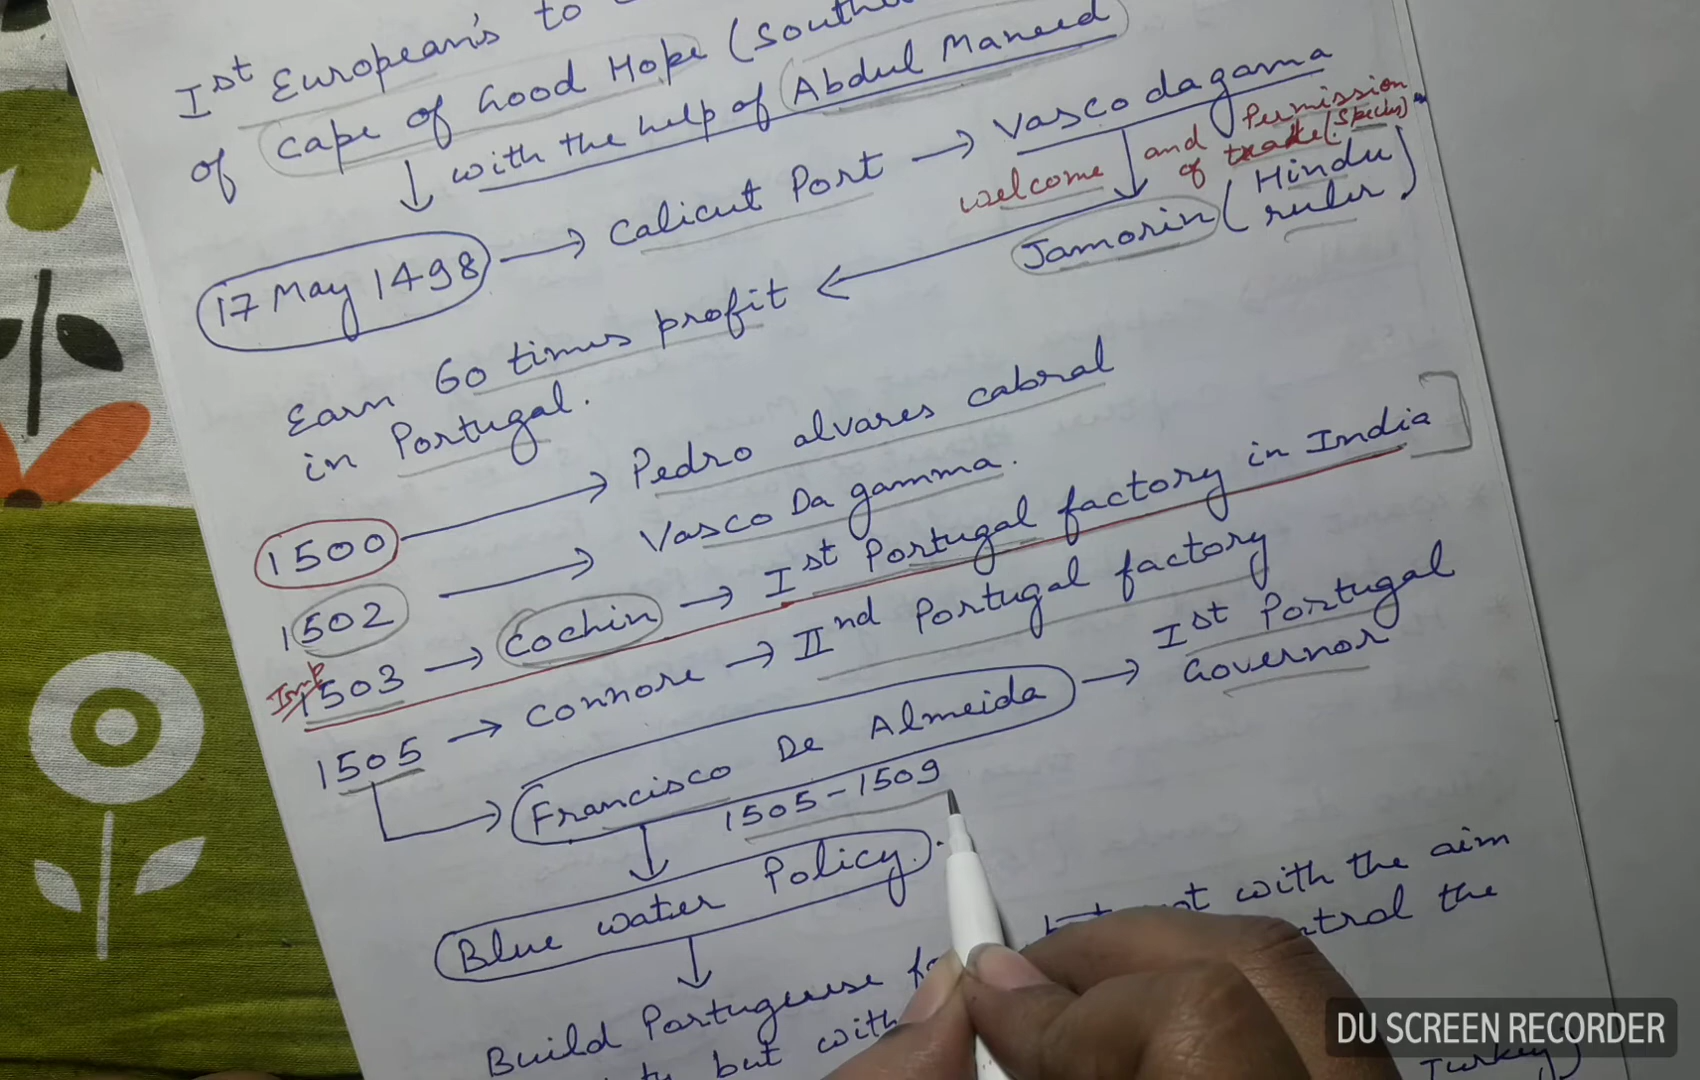 Ist European's to
of cape of Good Hope (South
with the help of Abdul Maneed
17 May 1498 → Calicut Port → Vasco da gama
welcome and Permission
of trade (Spices)
Jamorin (Hindu
ruler)
Earn 60 times profit
in Portugal.
1500 → Pedro alvares cabral
1502 → Vasco Da gamma.
Imp 1503 → Cochin → Ist Portugal factory in India
1505 → Connore → IInd Portugal factory
Francisco De Almeida → Ist Portugal
Governor
1505-1509
Blue water Policy.
Build Portuguese not with the aim
but with control the
Turkey)
DU SCREEN RECORDER